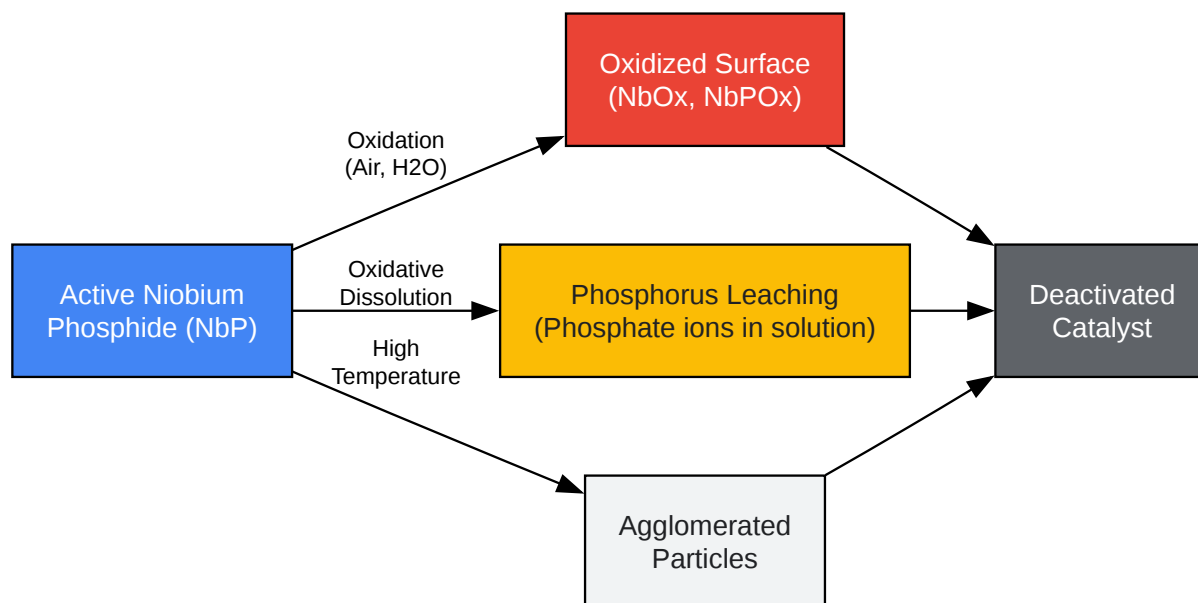 Oxidized Surface
(NbOx, NbPOx)
Oxidation
(Air, H2O)
Active Niobium
Phosphide (NbP)
Oxidative
Dissolution
Phosphorus Leaching
(Phosphate ions in solution)
Deactivated
Catalyst
High
Temperature
Agglomerated
Particles